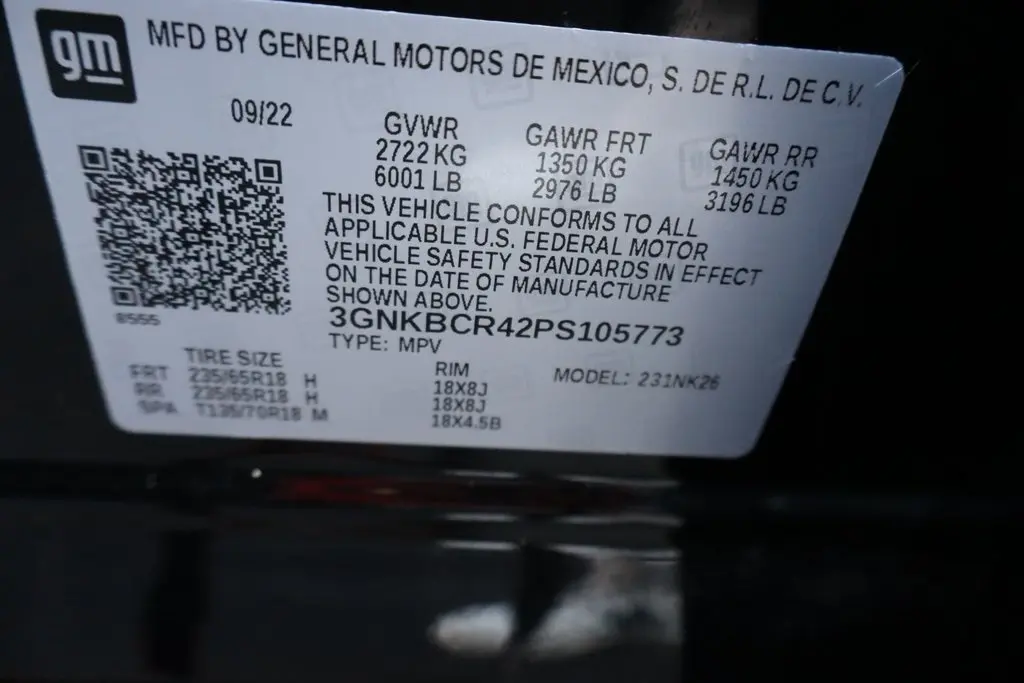 gm
MFD BY GENERAL MOTORS DE MEXICO, S. DE R.L. DE C.V.
09/22
GVWR GAWR FRT GAWR RR
2722 KG 1350 KG 1450 KG
6001 LB 2976 LB 3196 LB
THIS VEHICLE CONFORMS TO ALL
APPLICABLE U.S. FEDERAL MOTOR
VEHICLE SAFETY STANDARDS IN EFFECT
ON THE DATE OF MANUFACTURE
SHOWN ABOVE.
8555
3GNKBCR42PS105773
TYPE: MPV
TIRE SIZE RIM MODEL: 231NK26
FRT 235/65R18 H 18X8J
RR 235/65R18 H 18X8J
SPA T135/70R18 M 18X4.5B